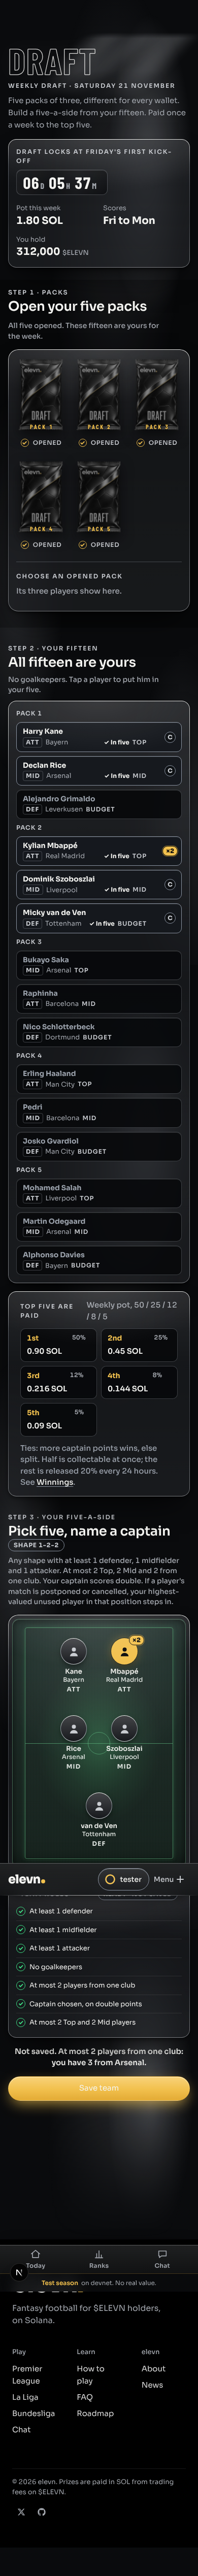 DRAFT
WEEKLY DRAFT · SATURDAY 21 NOVEMBER
Five packs of three, different for every wallet.
Build a five-a-side from your fifteen. Paid once
a week to the top five.
DRAFT LOCKS AT FRIDAY'S FIRST KICK-
OFF
06D 05H 37M
Pot this week
1.80 SOL
Scores
Fri to Mon
You hold
312,000 $ELEVN
STEP 1 · PACKS
Open your five packs
All five opened. These fifteen are yours for
the week.
elevn.
DRAFT
PACK 1
OPENED
elevn.
DRAFT
PACK 2
OPENED
elevn.
DRAFT
PACK 3
OPENED
elevn.
DRAFT
PACK 4
OPENED
elevn.
DRAFT
PACK 5
OPENED
CHOOSE AN OPENED PACK
Its three players show here.
STEP 2 · YOUR FIFTEEN
All fifteen are yours
No goalkeepers. Tap a player to put him in
your five.
PACK 1
Harry Kane
ATT Bayern ✓ In five TOP C
Declan Rice
MID Arsenal ✓ In five MID C
Alejandro Grimaldo
DEF Leverkusen BUDGET
PACK 2
Kylian Mbappé
ATT Real Madrid ✓ In five TOP ×2
Dominik Szoboszlai
MID Liverpool ✓ In five MID C
Micky van de Ven
DEF Tottenham ✓ In five BUDGET C
PACK 3
Bukayo Saka
MID Arsenal TOP
Raphinha
ATT Barcelona MID
Nico Schlotterbeck
DEF Dortmund BUDGET
PACK 4
Erling Haaland
ATT Man City TOP
Pedri
MID Barcelona MID
Josko Gvardiol
DEF Man City BUDGET
PACK 5
Mohamed Salah
ATT Liverpool TOP
Martin Odegaard
MID Arsenal MID
Alphonso Davies
DEF Bayern BUDGET
TOP FIVE ARE
PAID
Weekly pot, 50 / 25 / 12
/ 8 / 5
1st 50%
0.90 SOL
2nd 25%
0.45 SOL
3rd 12%
0.216 SOL
4th 8%
0.144 SOL
5th 5%
0.09 SOL
Ties: more captain points wins, else
split. Half is collectable at once; the
rest is released 20% every 24 hours.
See Winnings.
STEP 3 · YOUR FIVE-A-SIDE
Pick five, name a captain
SHAPE 1-2-2
Any shape with at least 1 defender, 1 midfielder
and 1 attacker. At most 2 Top, 2 Mid and 2 from
one club. Your captain scores double. If a player's
match is postponed or cancelled, your highest-
valued unused player in that position steps in.
Kane
Bayern
ATT
×2
Mbappé
Real Madrid
ATT
Rice
Arsenal
MID
Szoboszlai
Liverpool
MID
van de Ven
Tottenham
DEF
elevn.
tester
Menu
At least 1 defender
At least 1 midfielder
At least 1 attacker
No goalkeepers
At most 2 players from one club
Captain chosen, on double points
At most 2 Top and 2 Mid players
Not saved. At most 2 players from one club:
you have 3 from Arsenal.
Save team
N
Today
Ranks
Chat
Test season on devnet. No real value.
Fantasy football for $ELEVN holders,
on Solana.
Play
Premier
League
La Liga
Bundesliga
Chat
Learn
How to
play
FAQ
Roadmap
elevn
About
News
© 2026 elevn. Prizes are paid in SOL from trading
fees on $ELEVN.